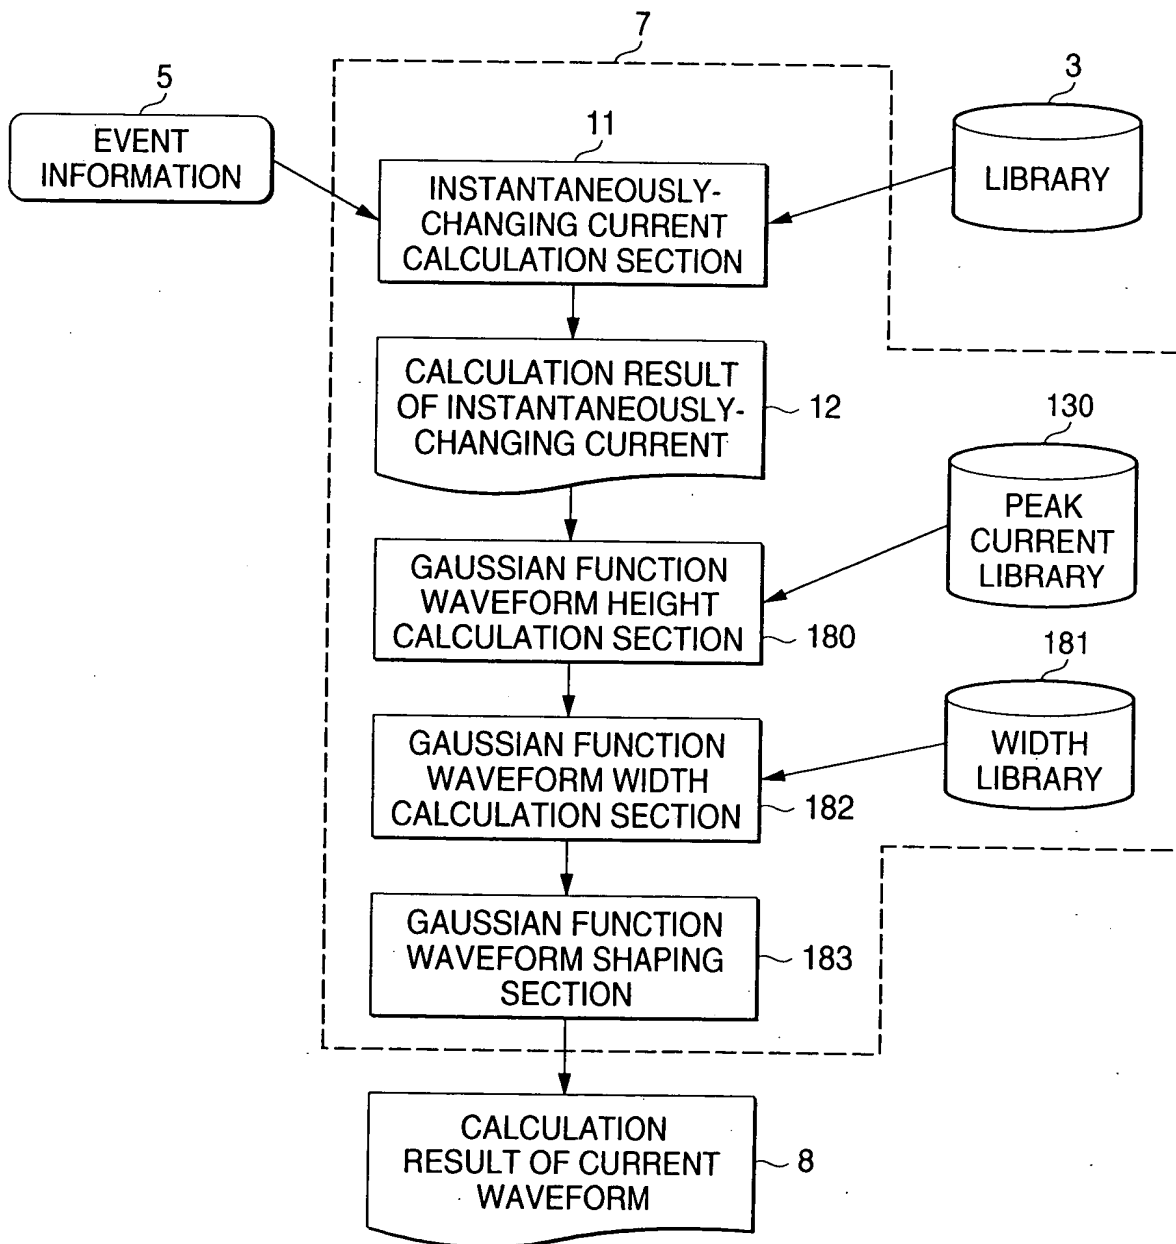 7
5
EVENT
INFORMATION
11
INSTANTANEOUSLY-
CHANGING CURRENT
CALCULATION SECTION
3
LIBRARY
CALCULATION RESULT
OF INSTANTANEOUSLY-
CHANGING CURRENT
12
130
PEAK
CURRENT
LIBRARY
GAUSSIAN FUNCTION
WAVEFORM HEIGHT
CALCULATION SECTION
180
181
WIDTH
LIBRARY
GAUSSIAN FUNCTION
WAVEFORM WIDTH
CALCULATION SECTION
182
GAUSSIAN FUNCTION
WAVEFORM SHAPING
SECTION
183
CALCULATION
RESULT OF CURRENT
WAVEFORM
8